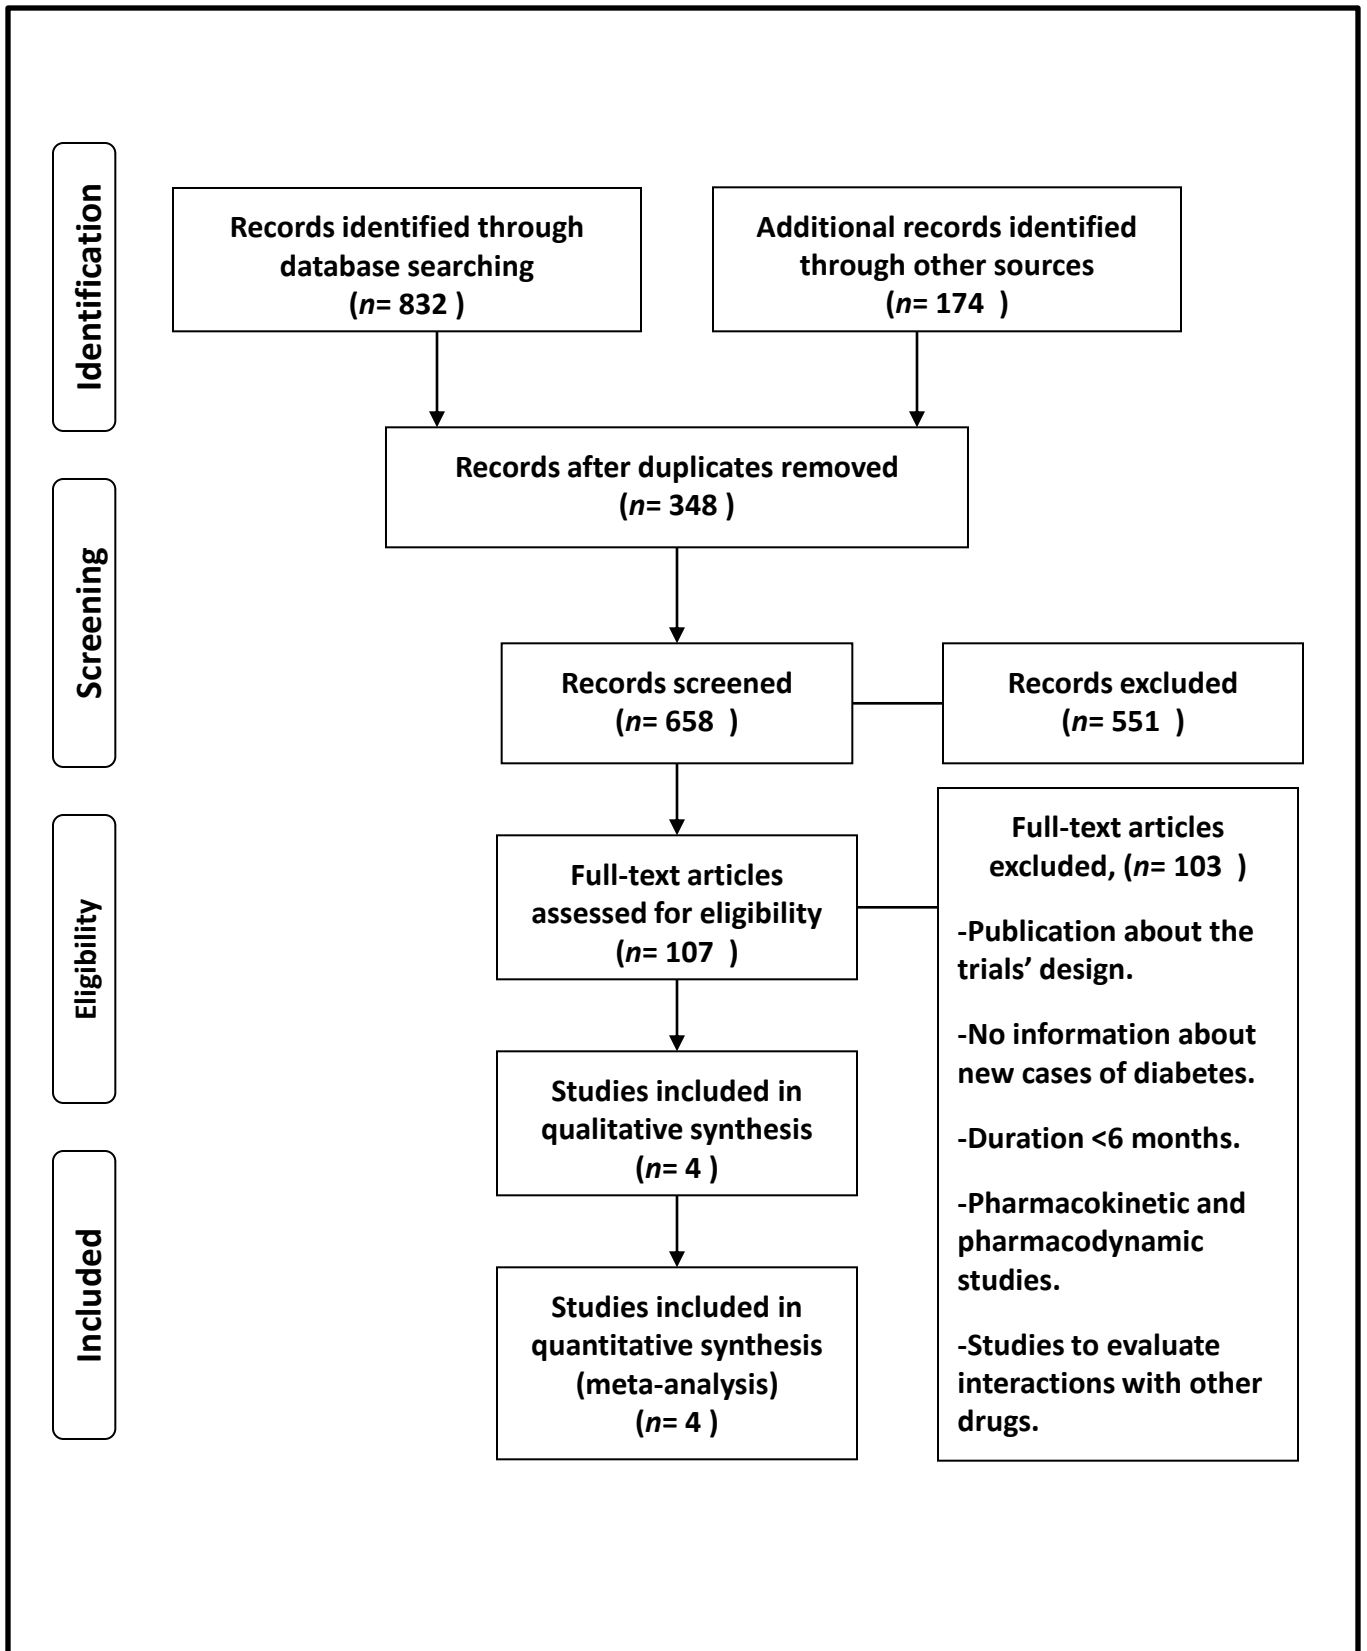 Identification
Records identified through
database searching
(n= 832 )
Additional records identified
through other sources
(n= 174  )
Records after duplicates removed
(n= 348 )
Screening
Records screened
(n= 658  )
Records excluded
(n= 551  )
Eligibility
Full-text articles
assessed for eligibility
(n= 107  )
Full-text articles
excluded, (n= 103  )
-Publication about the
trials’ design.
-No information about
new cases of diabetes.
-Duration <6 months.
-Pharmacokinetic and
pharmacodynamic
studies.
-Studies to evaluate
interactions with other
drugs.
Studies included in
qualitative synthesis
(n= 4 )
Included
Studies included in
quantitative synthesis
(meta-analysis)
(n= 4 )